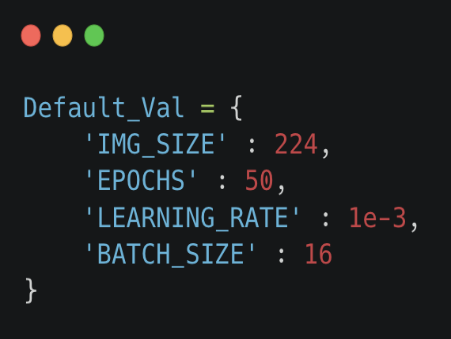 Default_Val = {
    'IMG_SIZE' : 224,
    'EPOCHS' : 50,
    'LEARNING_RATE' : 1e-3,
    'BATCH_SIZE' : 16
}